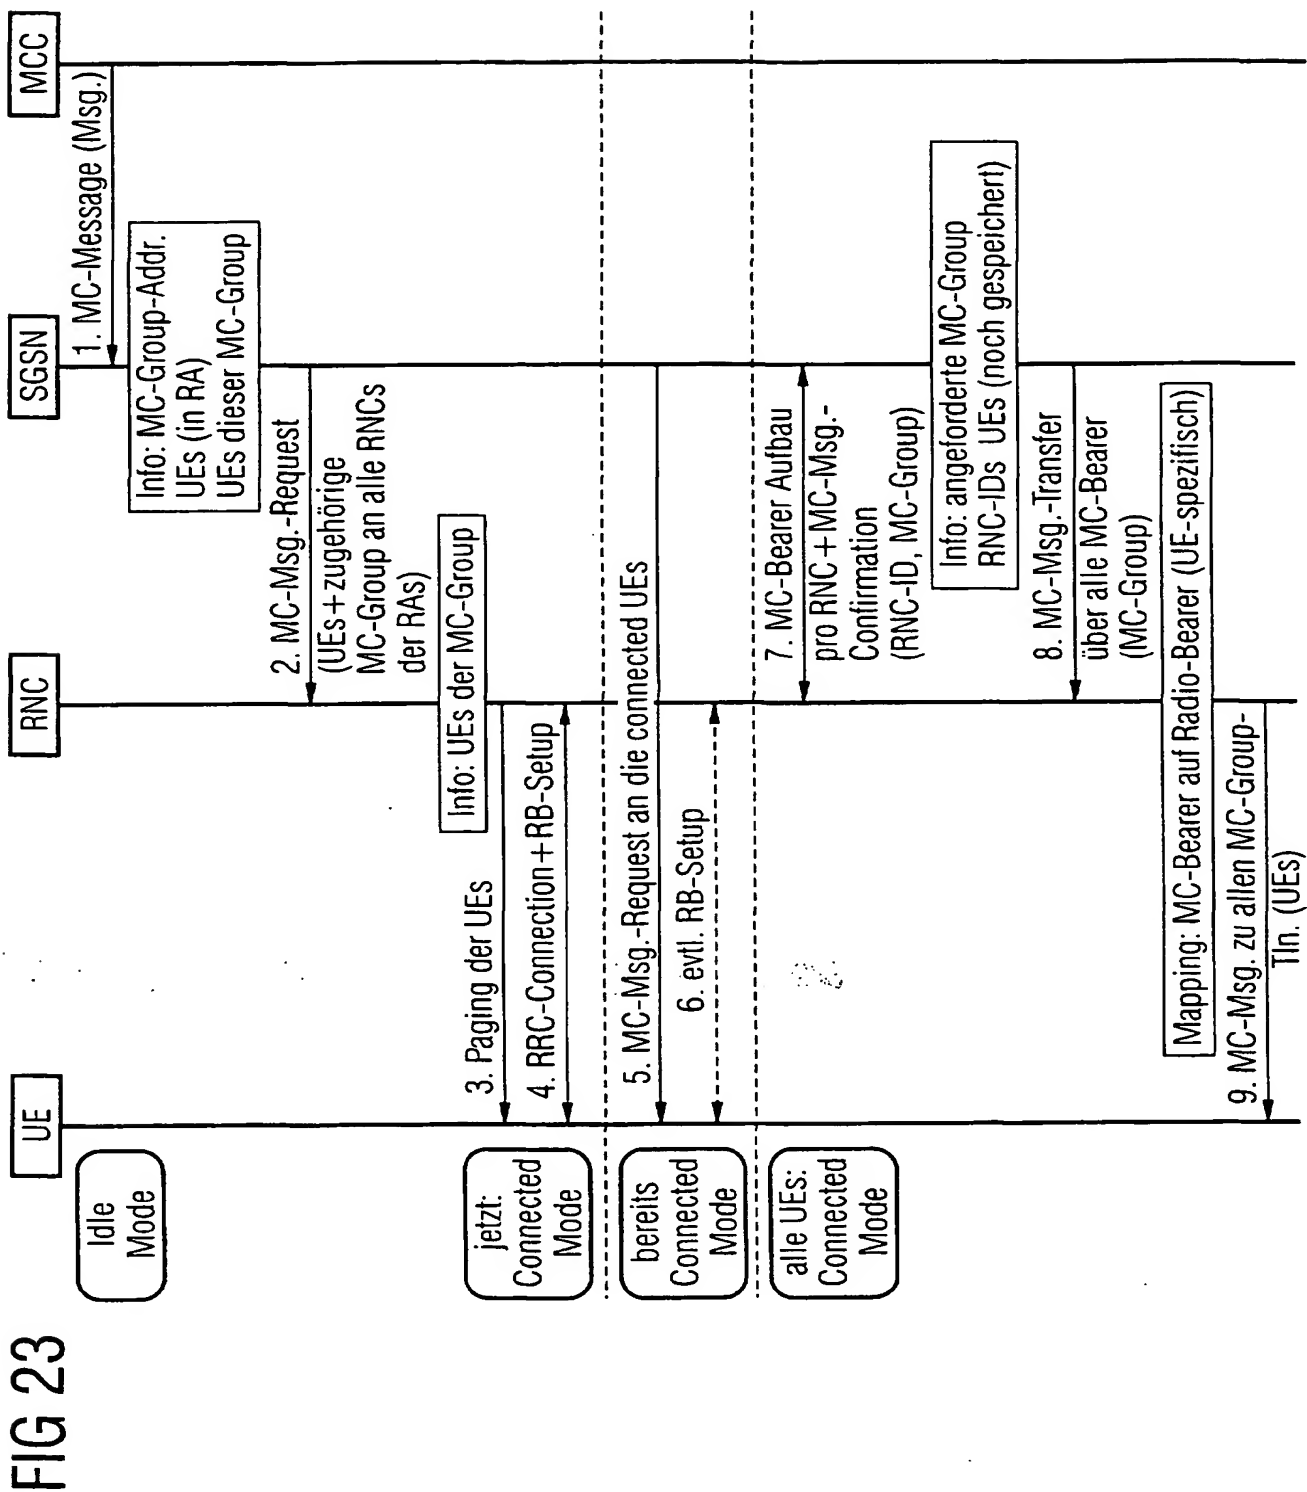 FIG 23
UE
RNC
SGSN
MCC
Idle
Mode
1. MC-Message (Msg.)
Info: MC-Group-Addr.
UEs (in RA)
UEs dieser MC-Group
2. MC-Msg.-Request
(UEs+zugehörige
MC-Group an alle RNCs
der RAs)
Info: UEs der MC-Group
3. Paging der UEs
jetzt:
Connected
Mode
4. RRC-Connection+RB-Setup
bereits
Connected
Mode
5. MC-Msg.-Request an die connected UEs
6. evtl. RB-Setup
alle UEs:
Connected
Mode
7. MC-Bearer Aufbau
pro RNC+MC-Msg.-
Confirmation
(RNC-ID, MC-Group)
Info: angeforderte MC-Group
RNC-IDs UEs (noch gespeichert)
8. MC-Msg.-Transfer
über alle MC-Bearer
(MC-Group)
Mapping: MC-Bearer auf Radio-Bearer (UE-spezifisch)
9. MC-Msg. zu allen MC-Group-
Tln. (UEs)